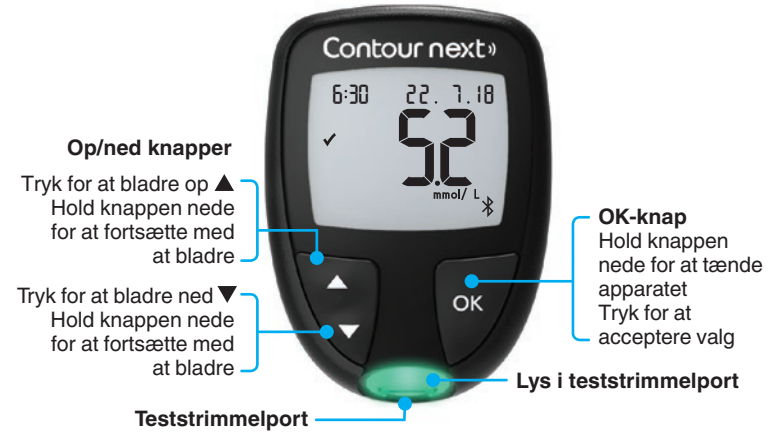 Contour next
6:30 22. 7.18
✓ 5.2
mmol/ L
Op/ned knapper
Tryk for at bladre op ▲
Hold knappen nede
for at fortsætte med
at bladre
Tryk for at bladre ned ▼
Hold knappen nede
for at fortsætte med
at bladre
OK
OK-knap
Hold knappen
nede for at tænde
apparatet
Tryk for at
acceptere valg
Lys i teststrimmelport
Teststrimmelport